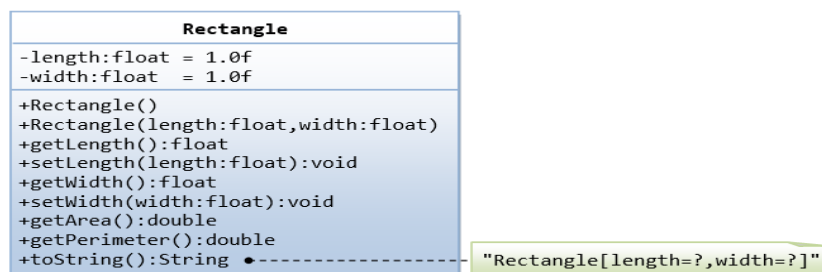 Rectangle
-length:float = 1.0f
-width:float  = 1.0f
+Rectangle()
+Rectangle(length:float,width:float)
+getLength():float
+setLength(length:float):void
+getWidth():float
+setWidth(width:float):void
+getArea():double
+getPerimeter():double
+toString():String
"Rectangle[length=?,width=?]"